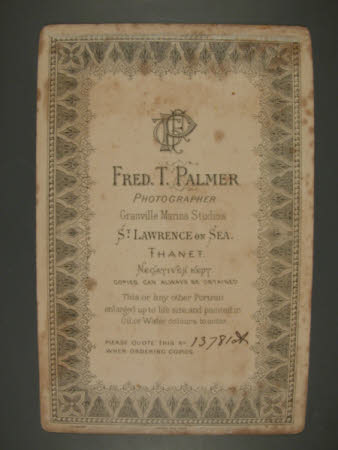 FRED. T. PALMER
PHOTOGRAPHER
Granville Marina Studios
ST LAWRENCE ON SEA.
THANET.
NEGATIVES KEPT
COPIES CAN ALWAYS BE OBTAINED
This or any other Portrait
enlarged up to life size, and painted in
Oil or Water colours to order.
PLEASE QUOTE THIS NO 13781
WHEN ORDERING COPIES.